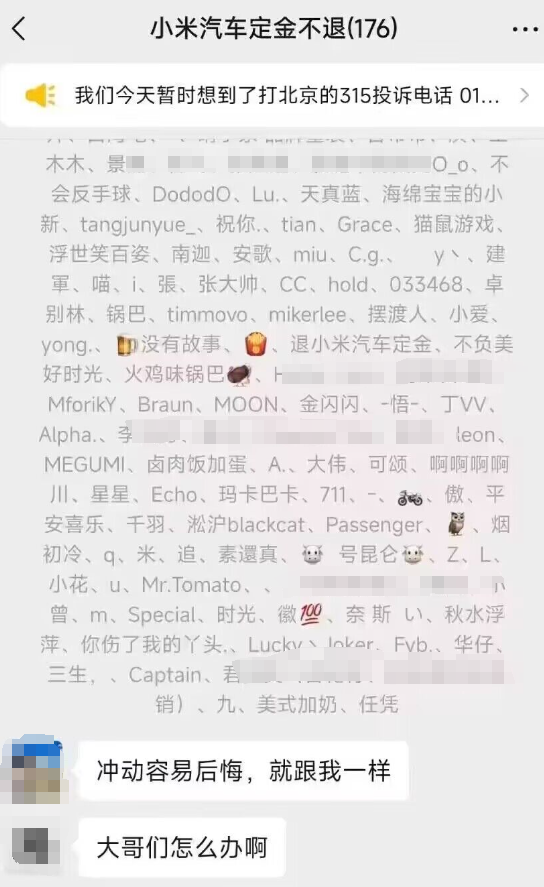 小米汽车定金不退(176)
我们今天暂时想到了打北京的315投诉电话 01...
木木、景 O_o、不
会反手球、DododO、Lu.、天真蓝、海绵宝宝的小
新、tangjunyue_、祝你.、tian、Grace、猫鼠游戏、
浮世笑百姿、南迦、安歌、miu、C.g.、 y丶、建
軍、喵、i、張、张大帅、CC、hold、033468、卓
别林、锅巴、timmovo、mikerlee、摆渡人、小爱、
yong.、🍺没有故事、🍟、退小米汽车定金、不负美
好时光、火鸡味锅巴
MforikY、Braun、MOON、金闪闪、-悟-、丁VV、
Alpha.、李 leon、
MEGUMI、卤肉饭加蛋、A.、大伟、可颂、啊啊啊啊
川、星星、Echo、玛卡巴卡、711、-、🏍、傲、平
安喜乐、千羽、淞沪blackcat、Passenger、🦉、烟
初冷、q、米、追、素還真、🐮 号昆仑🐮、Z、L、
小花、u、Mr.Tomato、、
曾、m、Special、时光、徽💯、奈 斯 い、秋水浮
萍、你伤了我的丫头.、Lucky丶Joker、Fyb.、华仔、
三生，、Captain、君
销）、九、美式加奶、任凭
冲动容易后悔，就跟我一样
大哥们怎么办啊